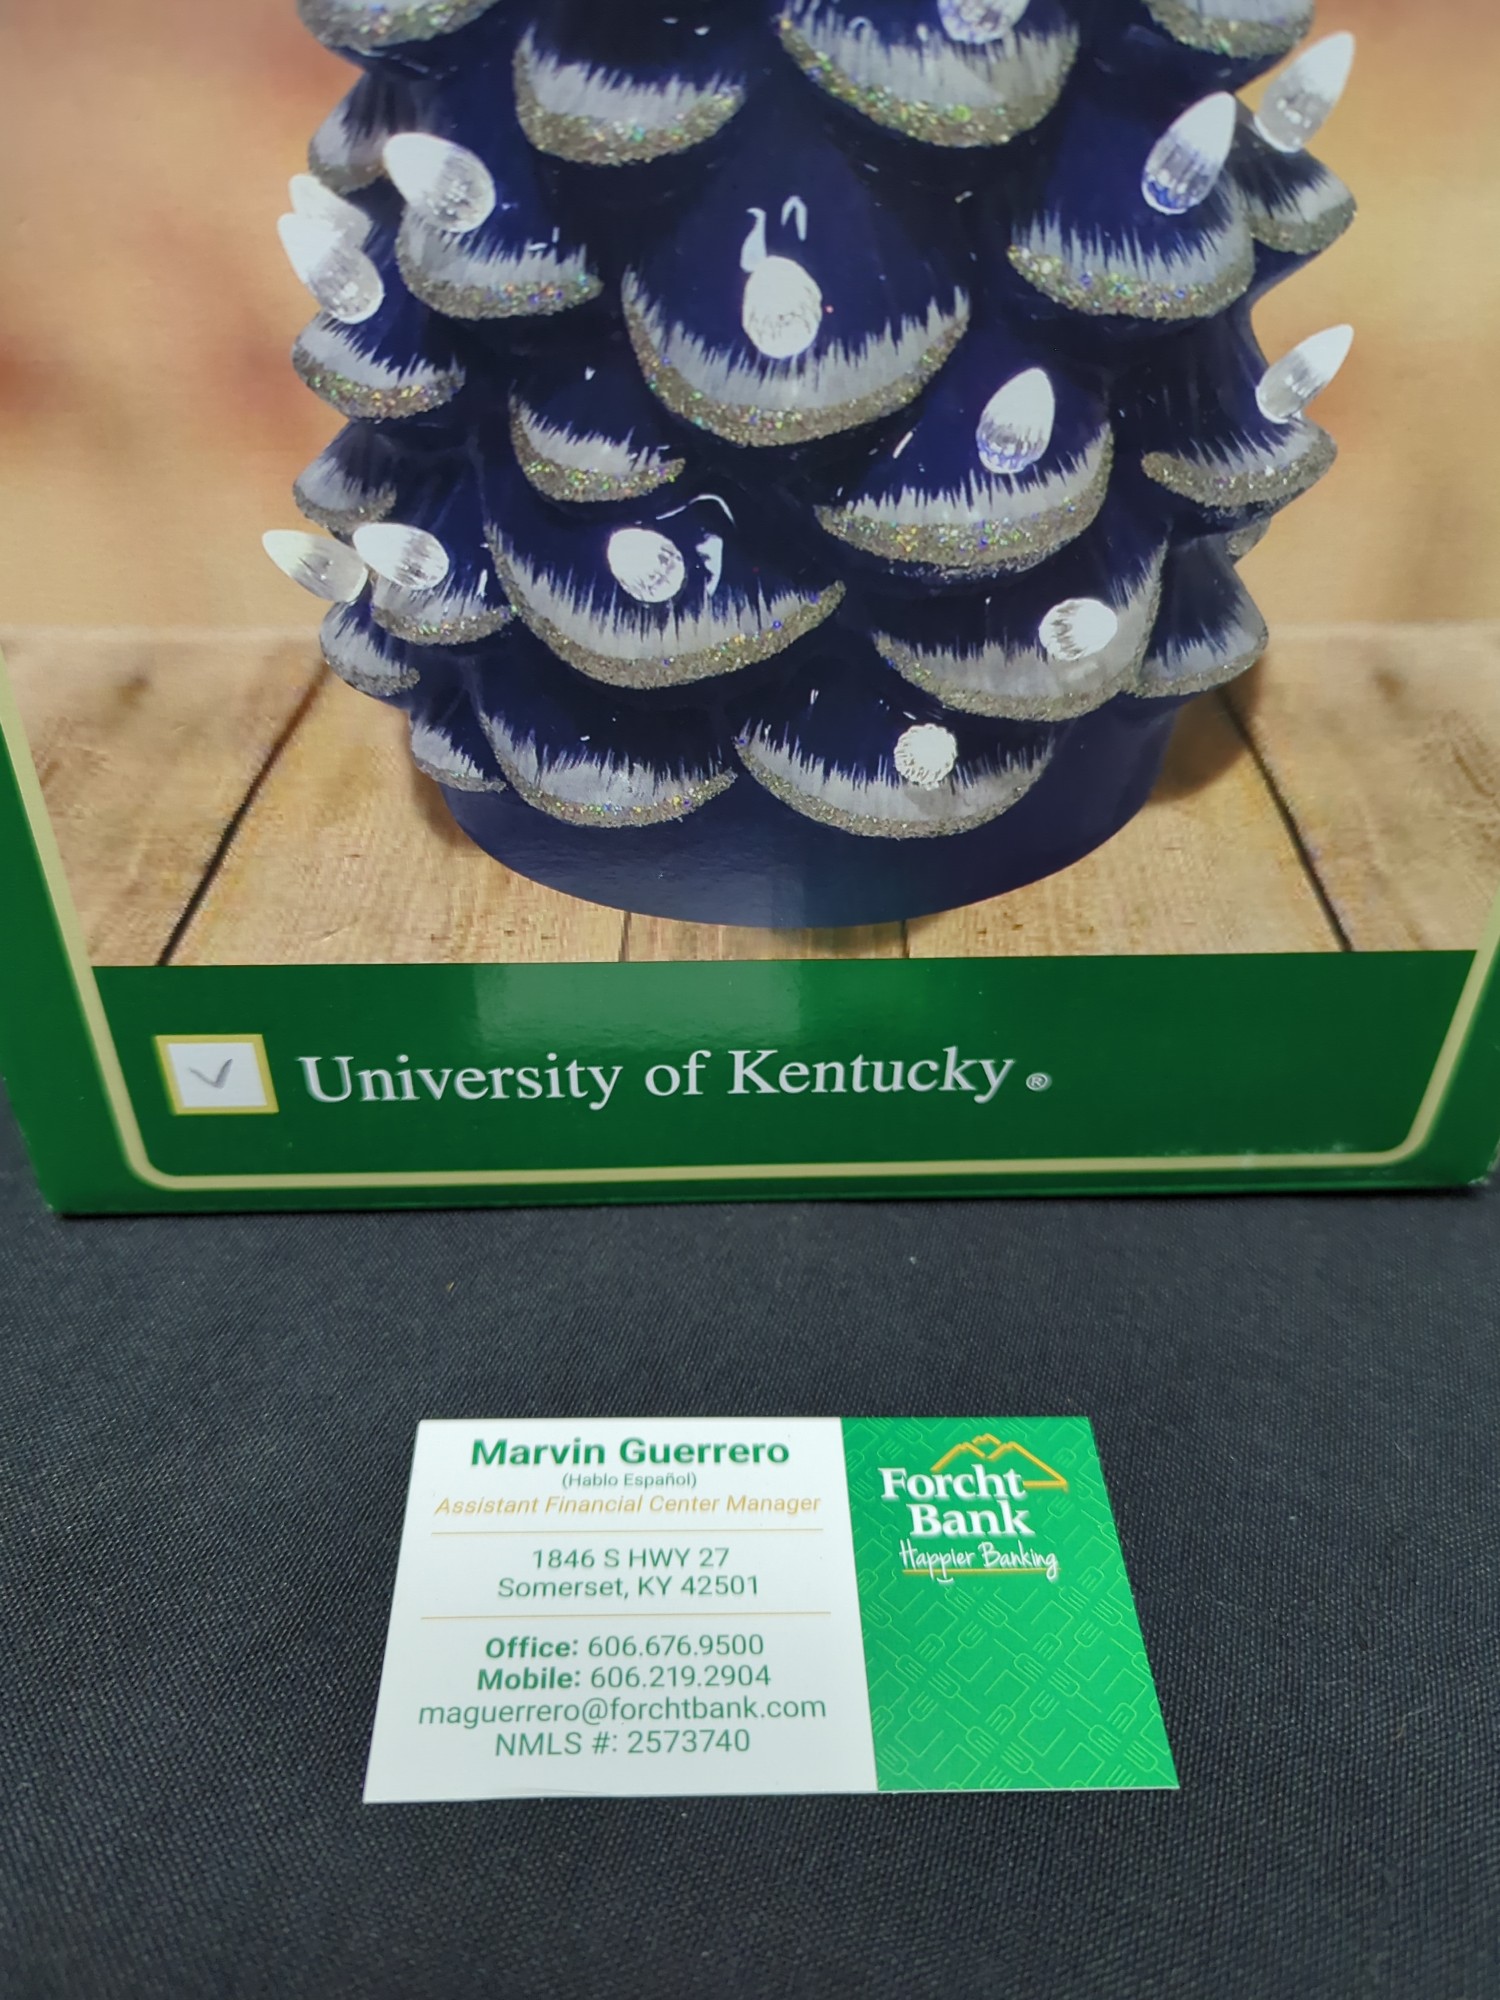 University of Kentucky®
Marvin Guerrero
(Hablo Español)
Assistant Financial Center Manager
1846 S HWY 27
Somerset, KY 42501
Office: 606.676.9500
Mobile: 606.219.2904
maguerrero@forchtbank.com
NMLS #: 2573740
Forcht
Bank
Happier Banking